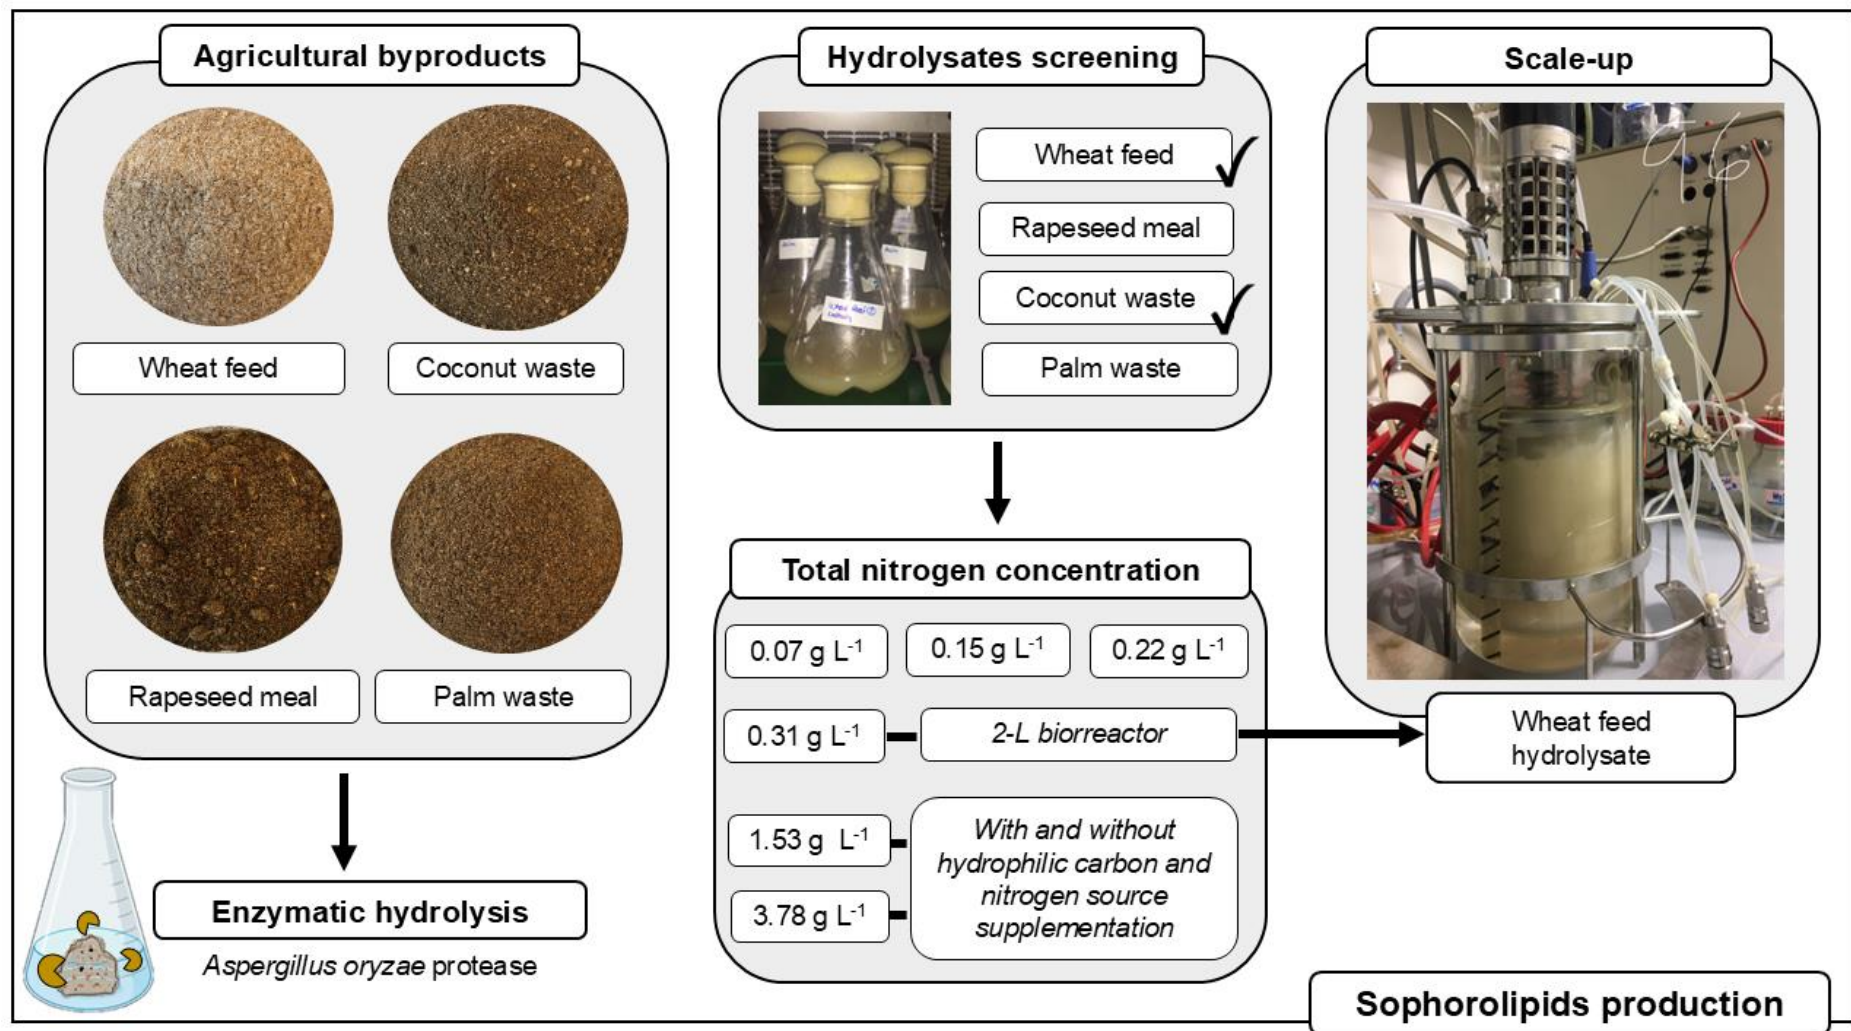 Agricultural byproducts
Wheat feed
Coconut waste
Rapeseed meal
Palm waste
Enzymatic hydrolysis
Aspergillus oryzae protease
Hydrolysates screening
Wheat feed
Rapeseed meal
Coconut waste
Palm waste
Total nitrogen concentration
0.07 g L⁻¹
0.15 g L⁻¹
0.22 g L⁻¹
0.31 g L⁻¹
2-L biorreactor
1.53 g L⁻¹
3.78 g L⁻¹
With and without
hydrophilic carbon and
nitrogen source
supplementation
Scale-up
96
Wheat feed
hydrolysate
Sophorolipids production